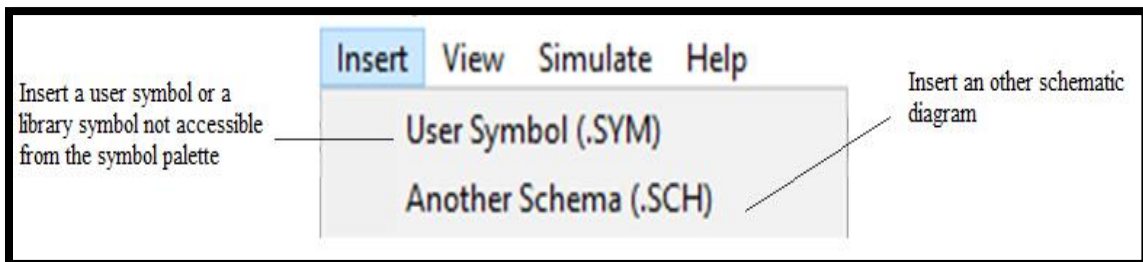 Insert View Simulate Help
Insert a user symbol or a
library symbol not accessible
from the symbol palette
User Symbol (.SYM)
Another Schema (.SCH)
Insert an other schematic
diagram